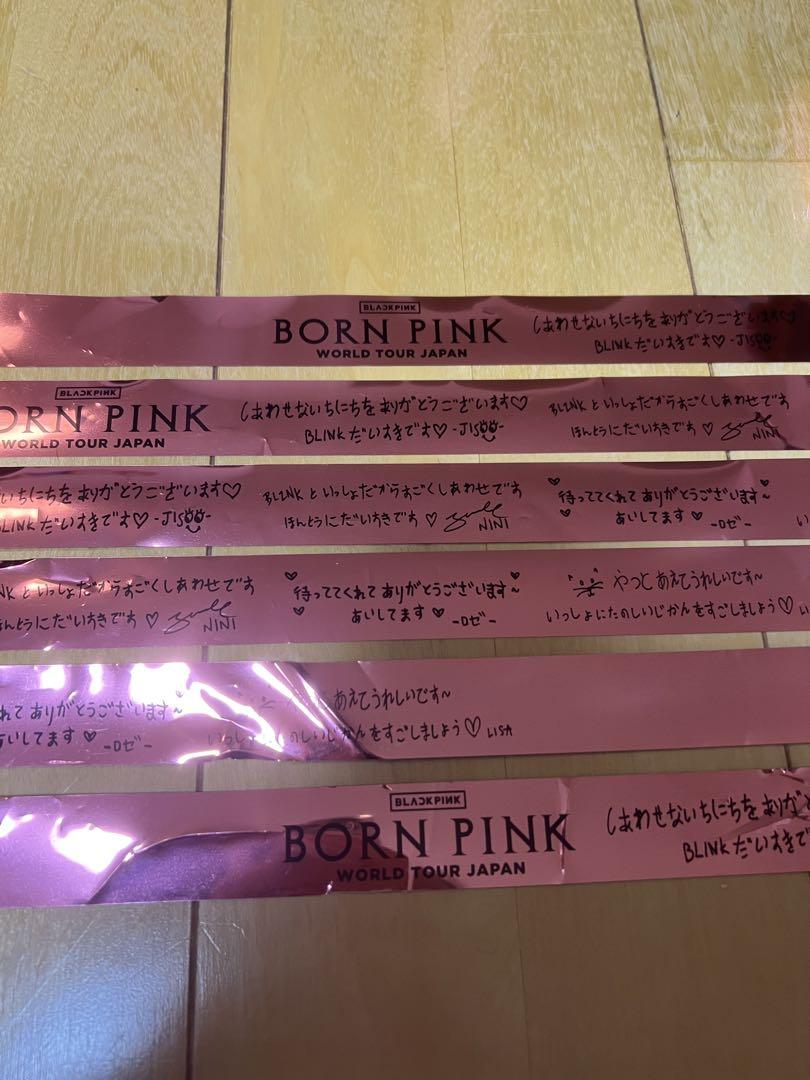 BLACKPINK
BORN PINK
WORLD TOUR JAPAN
しあわせないちにちをありがとうございます♡
BLINKだいすきです♡ -JISOO-
BLACKPINK
ORN PINK
WORLD TOUR JAPAN
しあわせないちにちをありがとうございます♡
BLINKだいすきです♡ -JISOO-
BLINKといっしょだからすごくしあわせです
ほんとうにだいすきです♡ NINI
いちにちをありがとうございます♡
BLINKだいすきです♡ -JISOO-
BLINKといっしょだからすごくしあわせです
ほんとうにだいすきです♡ NINI
♥待っててくれてありがとうございます~♥
あいしてます♥ -ロゼ-
い
NKといっしょだからすごくしあわせです
ほんとうにだいすきです♡ NINI
♥待っててくれてありがとうございます~♥
あいしてます♥ -ロゼ-
やっとあえてうれしいです~
いっしょにたのしいじかんをすごしましょう♡ LI
れてありがとうございます~♥
あいしてます♥ -ロゼ-
あえてうれしいです~
いっしょにたのしいじかんをすごしましょう♡ LISA
BLACKPINK
BORN PINK
WORLD TOUR JAPAN
しあわせないちにちをありがと
BLINKだいすきで